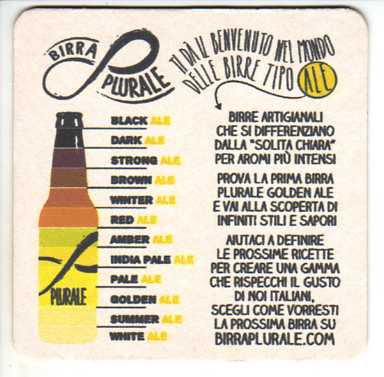 BIRRA
PLURALE
TI DÀ IL BENVENUTO NEL MONDO
DELLE BIRRE TIPO ALE
BLACK ALE
DARK ALE
STRONG ALE
BROWN ALE
WINTER ALE
RED ALE
AMBER ALE
INDIA PALE ALE
PALE ALE
GOLDEN ALE
SUMMER ALE
WHITE ALE
PLURALE
BIRRE ARTIGIANALI
CHE SI DIFFERENZIANO
DALLA "SOLITA CHIARA"
PER AROMI PIÙ INTENSI
PROVA LA PRIMA BIRRA
PLURALE GOLDEN ALE
E VAI ALLA SCOPERTA DI
INFINITI STILI E SAPORI
AIUTACI A DEFINIRE
LE PROSSIME RICETTE
PER CREARE UNA GAMMA
CHE RISPECCHI IL GUSTO
DI NOI ITALIANI,
SCEGLI COME VORRESTI
LA PROSSIMA BIRRA SU
BIRRAPLURALE.COM